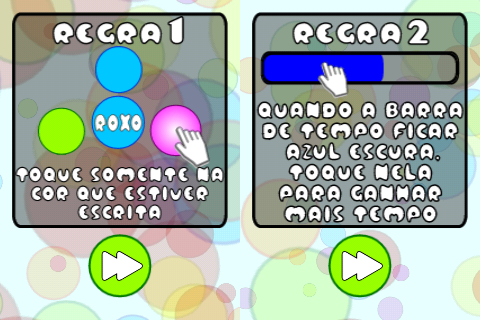 REGRA 1
ROXO
TOQUE SOMENTE NA
COR QUE ESTIVER
ESCRITA
REGRA 2
QUANDO A BARRA
DE TEMPO FICAR
AZUL ESCURA,
TOQUE NELA
PARA GANHAR
MAIS TEMPO